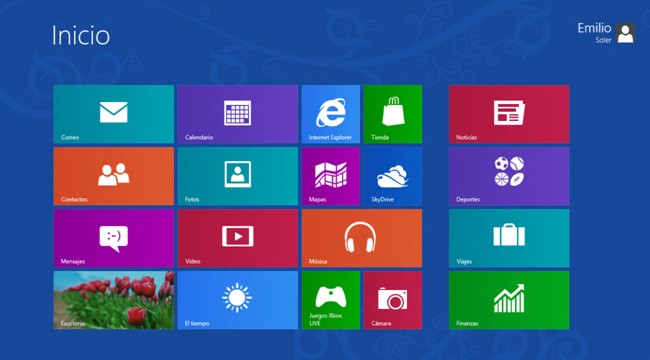 Inicio
Emilio
Soler
Correo
Calendario
Internet Explorer
Tienda
Noticias
Contactos
Fotos
Mapas
SkyDrive
Deportes
Mensajes
:-)
Vídeo
Música
Viajes
Escritorio
El tiempo
Juegos Xbox
LIVE
Cámara
Finanzas